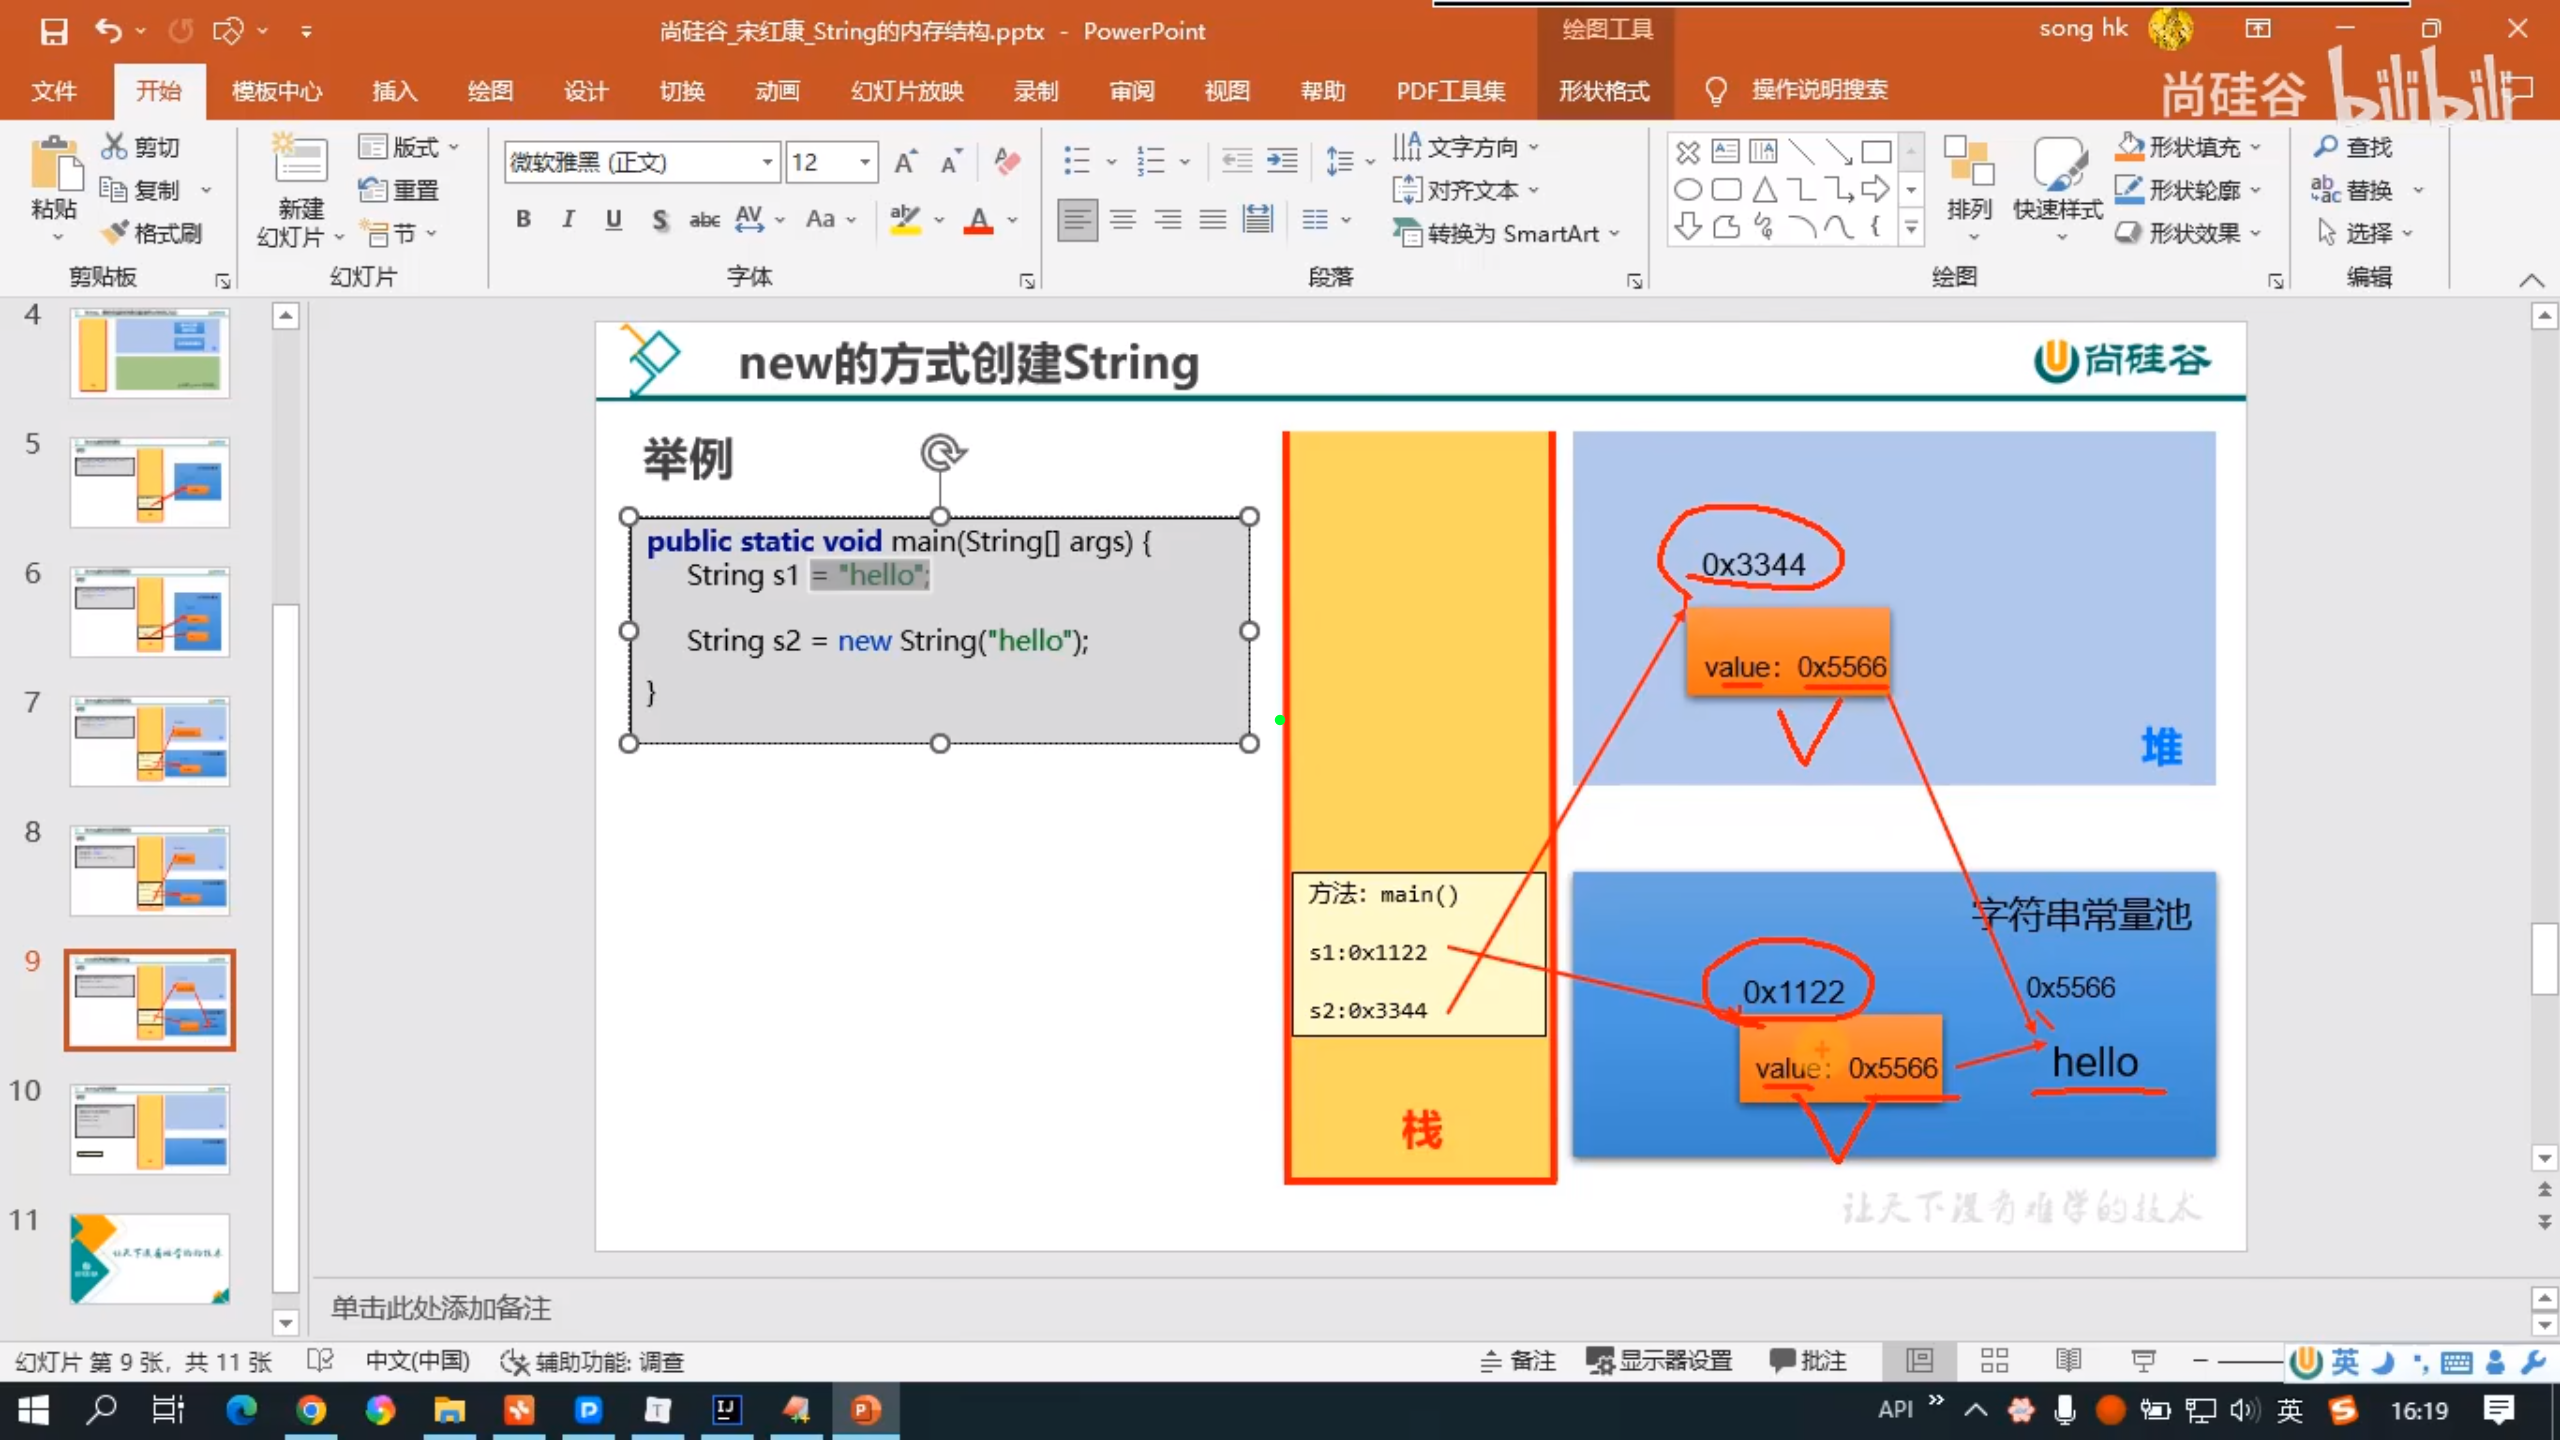 尚硅谷_宋红康_String的内存结构.pptx - PowerPoint
绘图工具
song hk
文件 开始 模板中心 插入 绘图 设计 切换 动画 幻灯片放映 录制 审阅 视图 帮助 PDF工具集 形状格式 操作说明搜索
尚硅谷 bilibili
粘贴 剪切 复制 格式刷
剪贴板
新建幻灯片 版式 重置 节
幻灯片
微软雅黑 (正文) 12
B I U S abc AV Aa A
字体
文字方向 对齐文本 转换为 SmartArt
段落
排列 快速样式 形状填充 形状轮廓 形状效果
绘图
查找 替换 选择
编辑
4
5
6
7
8
9
10
11
new的方式创建String
尚硅谷
举例
public static void main(String[] args) {
String s1 = "hello";
String s2 = new String("hello");
}
0x3344
value: 0x5566
堆
方法: main()
s1:0x1122
s2:0x3344
栈
字符串常量池
0x1122
value: 0x5566
0x5566
hello
让天下没有难学的技术
单击此处添加备注
幻灯片 第 9 张, 共 11 张 中文(中国) 辅助功能: 调查 备注 显示器设置 批注 英
API 英 16:19